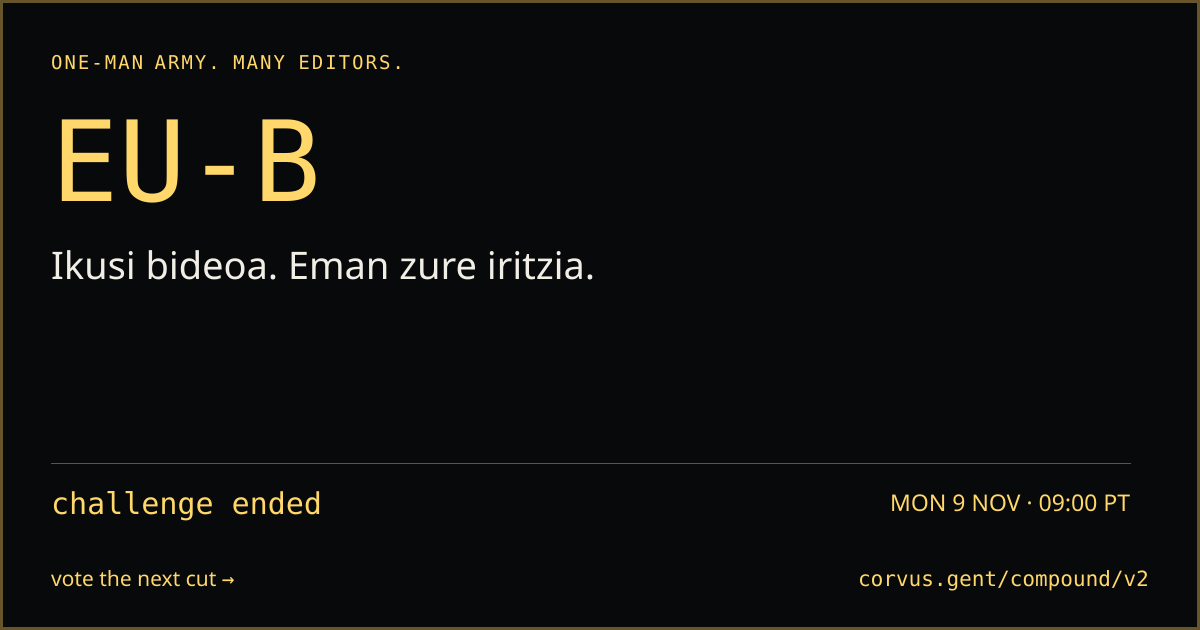 ONE-MAN ARMY. MANY EDITORS.
EU-B
Ikusi bideoa. Eman zure iritzia.
challenge ended
MON 9 NOV · 09:00 PT
vote the next cut →
corvus.gent/compound/v2